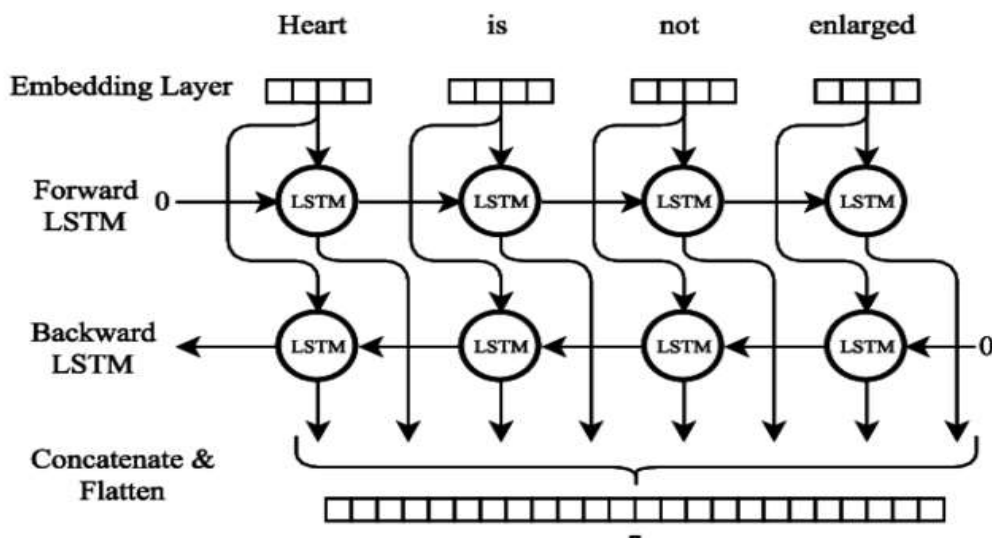 Heart is not enlarged
Embedding Layer
Forward
LSTM
0
LSTM LSTM LSTM LSTM
Backward
LSTM
LSTM LSTM LSTM LSTM
0
Concatenate &
Flatten